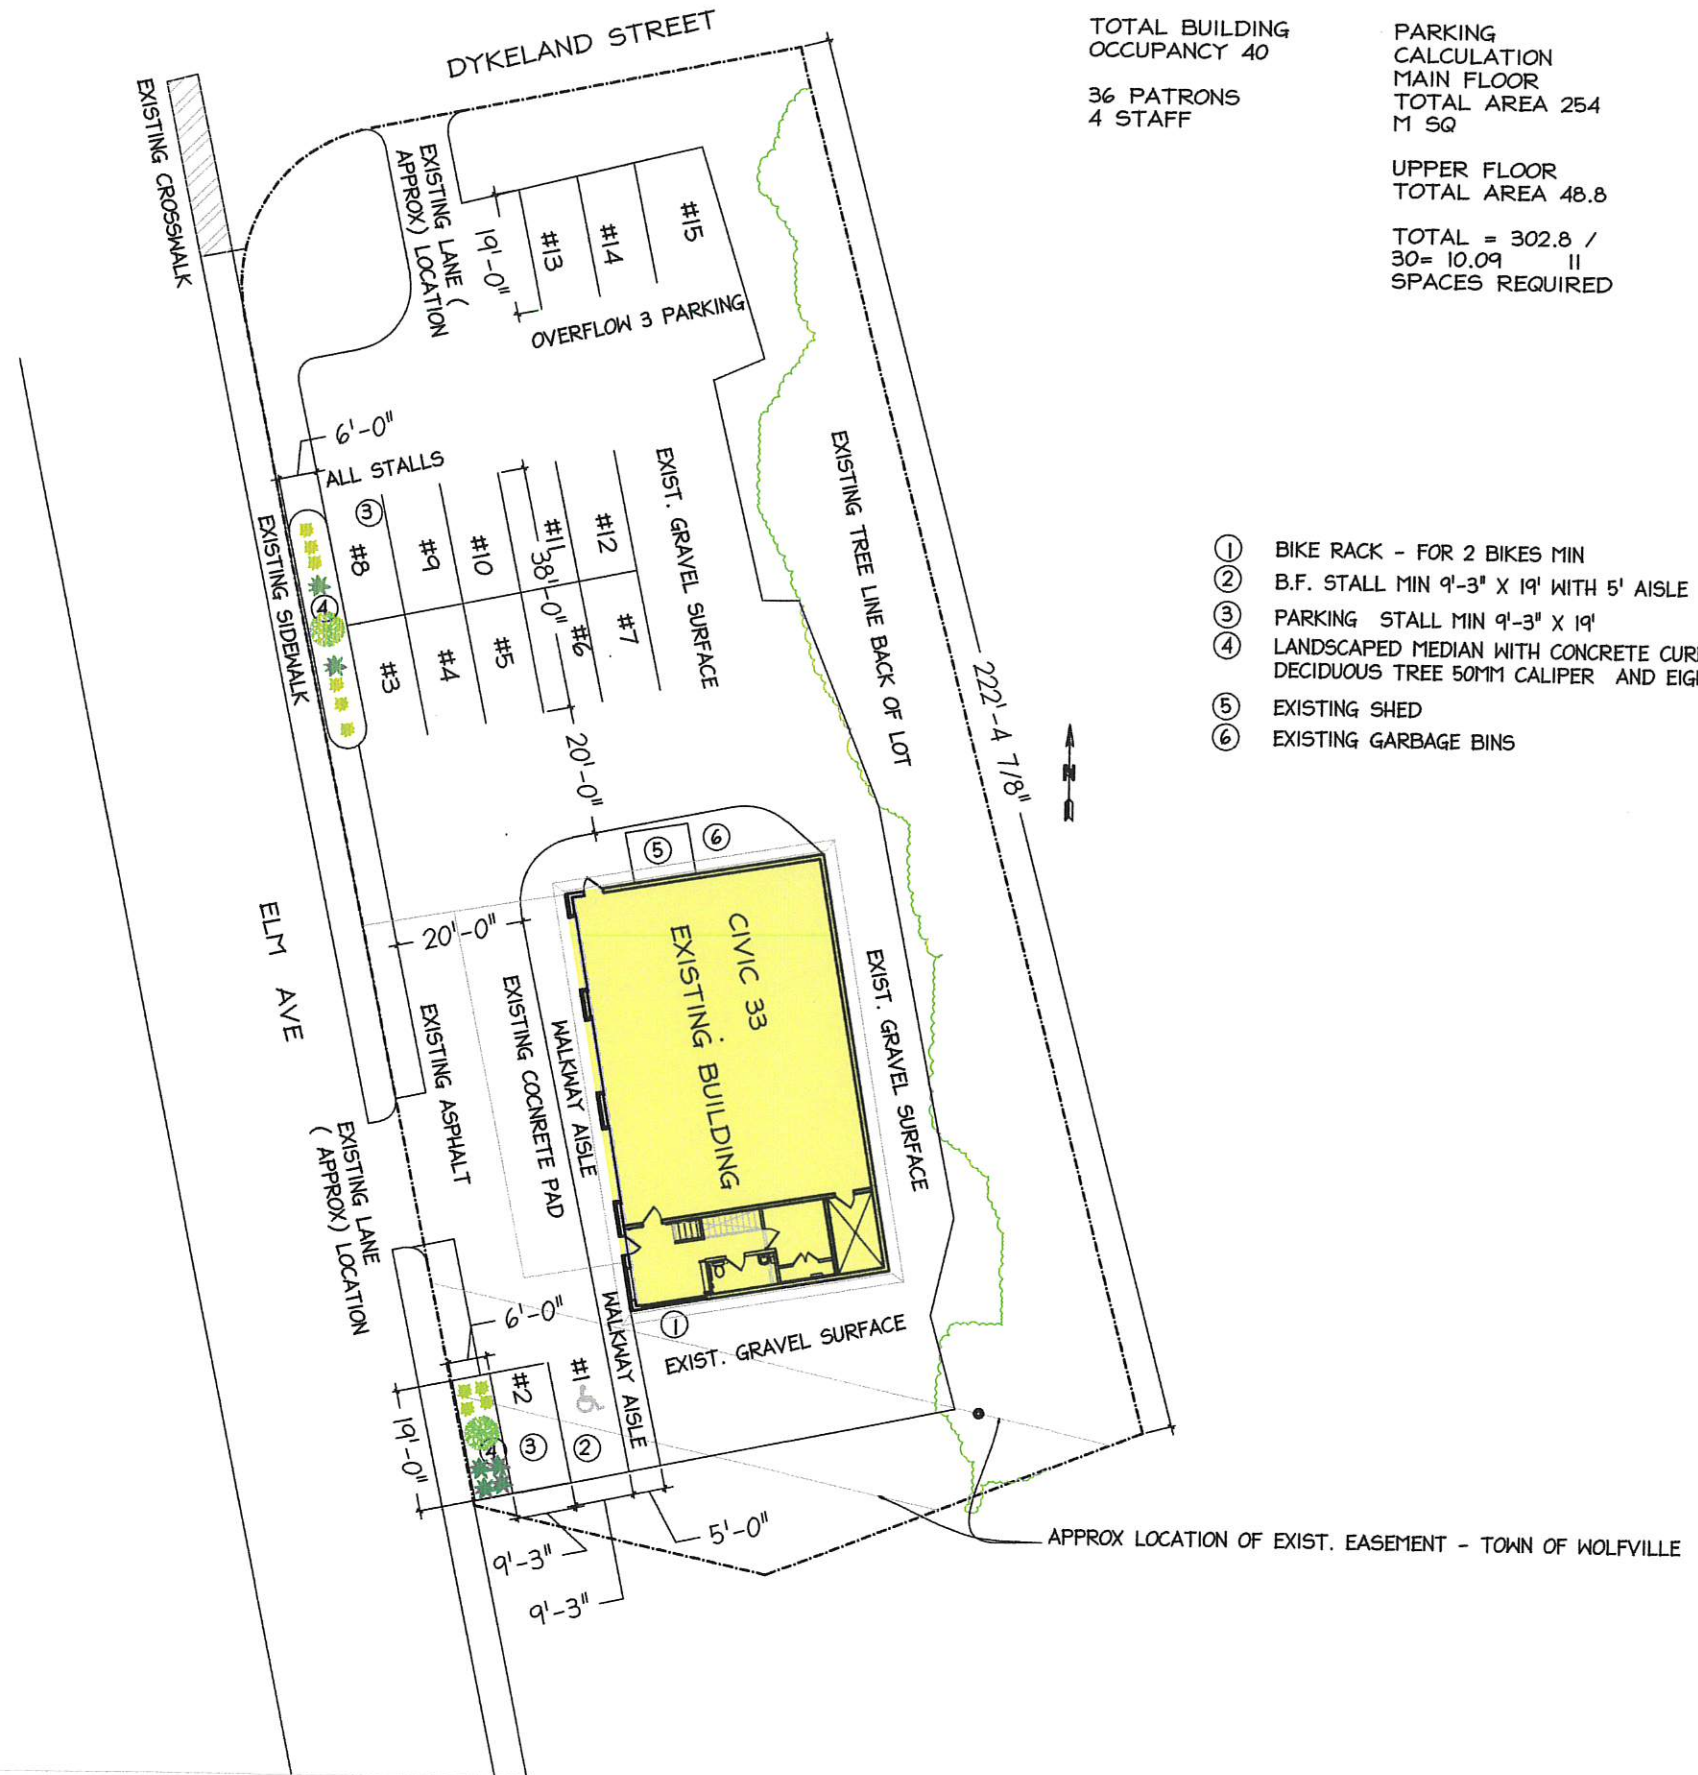 DYKELAND STREET
TOTAL BUILDING
OCCUPANCY 40
36 PATRONS
4 STAFF
PARKING
CALCULATION
MAIN FLOOR
TOTAL AREA 254
M SQ
UPPER FLOOR
TOTAL AREA 48.8
TOTAL = 302.8 /
30= 10.09 11
SPACES REQUIRED
EXISTING CROSSWALK
EXISTING LANE (
APPROX) LOCATION
19'-0"
#13
#14
#15
OVERFLOW 3 PARKING
6'-0"
ALL STALLS
3
#8
#9
#10
#11
#12
38'-0"
#3
#4
#5
#6
#7
4
EXIST. GRAVEL SURFACE
EXISTING SIDEWALK
EXISTING TREE LINE BACK OF LOT
222'-4 7/8"
N
1 BIKE RACK - FOR 2 BIKES MIN
2 B.F. STALL MIN 9'-3" X 19' WITH 5' AISLE
3 PARKING STALL MIN 9'-3" X 19'
4 LANDSCAPED MEDIAN WITH CONCRETE CUR
DECIDUOUS TREE 50MM CALIPER AND EIG
5 EXISTING SHED
6 EXISTING GARBAGE BINS
20'-0"
5
6
20'-0"
ELM AVE
CIVIC 33
EXISTING BUILDING
EXIST. GRAVEL SURFACE
EXISTING ASPHALT
EXISTING COCNRETE PAD
WALKWAY AISLE
EXISTING LANE
( APPROX) LOCATION
6'-0"
WALKWAY AISLE
1
EXIST. GRAVEL SURFACE
#2
#1
19'-0"
4
3
2
5'-0"
9'-3"
9'-3"
APPROX LOCATION OF EXIST. EASEMENT - TOWN OF WOLFVILLE